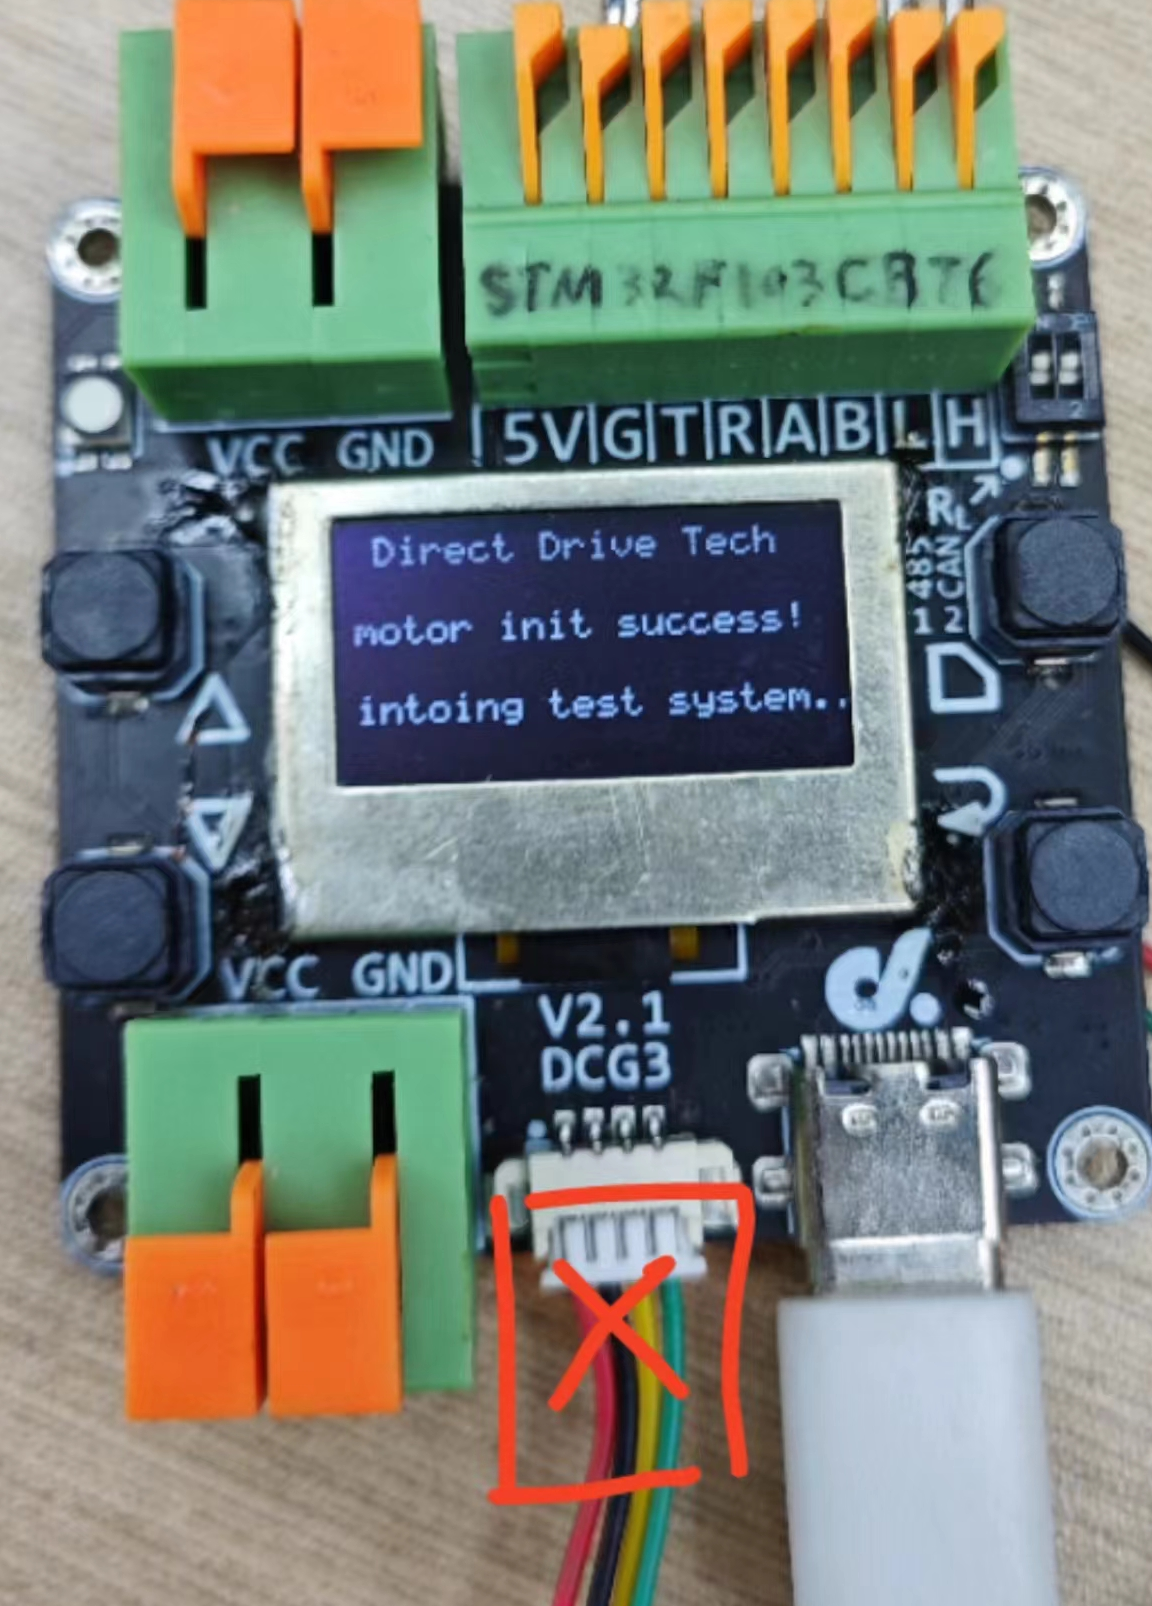 STM32F103CBT6
VCC GND
5V|G|T|R|A|B|L|H
RL
485 CAN
1 2
Direct Drive Tech
motor init success!
intoing test system..
VCC GND
V2.1
DCG3